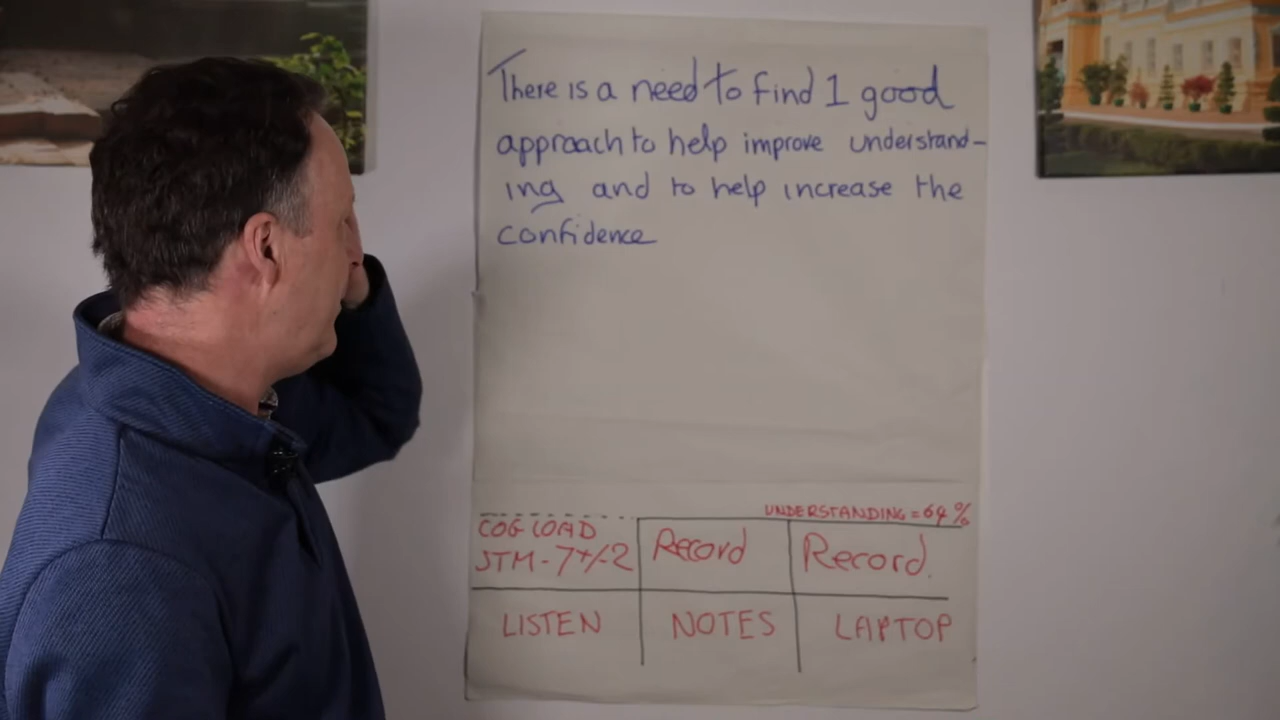 There is a need to find 1 good
approach to help improve understand-
ing and to help increase the
confidence
UNDERSTANDING = 64%
COG LOAD
STM - 7+/-2
Record
Record.
LISTEN
NOTES
LAPTOP